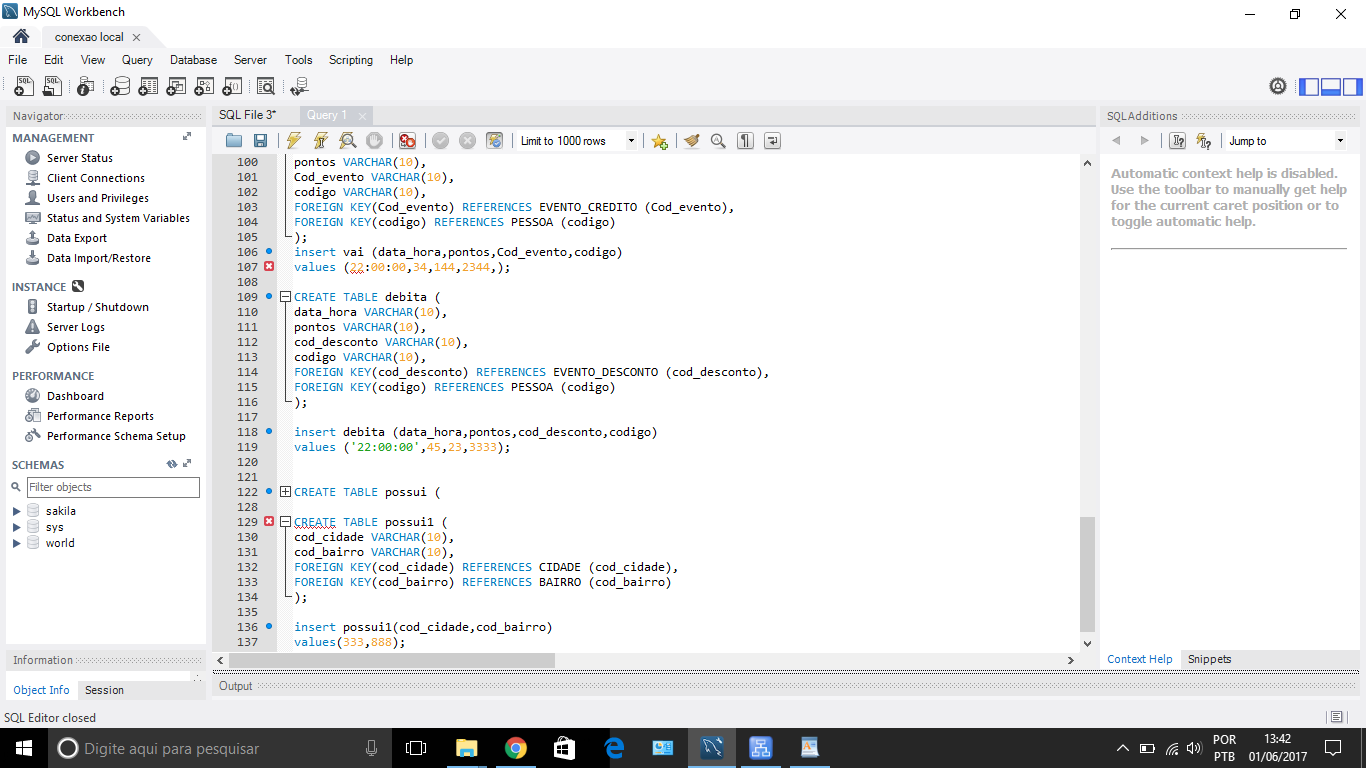 MySQL Workbench
conexao local
File Edit View Query Database Server Tools Scripting Help
Navigator
MANAGEMENT
Server Status
Client Connections
Users and Privileges
Status and System Variables
Data Export
Data Import/Restore
INSTANCE
Startup / Shutdown
Server Logs
Options File
PERFORMANCE
Dashboard
Performance Reports
Performance Schema Setup
SCHEMAS
Filter objects
sakila
sys
world
Information
Object Info Session
SQL File 3* Query 1
Limit to 1000 rows
100 pontos VARCHAR(10),
101 Cod_evento VARCHAR(10),
102 codigo VARCHAR(10),
103 FOREIGN KEY(Cod_evento) REFERENCES EVENTO_CREDITO (Cod_evento),
104 FOREIGN KEY(codigo) REFERENCES PESSOA (codigo)
105 );
106 insert vai (data_hora,pontos,Cod_evento,codigo)
107 values (22:00:00,34,144,2344,);
108
109 CREATE TABLE debita (
110 data_hora VARCHAR(10),
111 pontos VARCHAR(10),
112 cod_desconto VARCHAR(10),
113 codigo VARCHAR(10),
114 FOREIGN KEY(cod_desconto) REFERENCES EVENTO_DESCONTO (cod_desconto),
115 FOREIGN KEY(codigo) REFERENCES PESSOA (codigo)
116 );
117
118 insert debita (data_hora,pontos,cod_desconto,codigo)
119 values ('22:00:00',45,23,3333);
120
121
122 CREATE TABLE possui (
128
129 CREATE TABLE possui1 (
130 cod_cidade VARCHAR(10),
131 cod_bairro VARCHAR(10),
132 FOREIGN KEY(cod_cidade) REFERENCES CIDADE (cod_cidade),
133 FOREIGN KEY(cod_bairro) REFERENCES BAIRRO (cod_bairro)
134 );
135
136 insert possui1(cod_cidade,cod_bairro)
137 values(333,888);
Output
SQLAdditions
Jump to
Automatic context help is disabled.
Use the toolbar to manually get help
for the current caret position or to
toggle automatic help.
Context Help Snippets
SQL Editor closed
Digite aqui para pesquisar
POR
PTB
13:42
01/06/2017